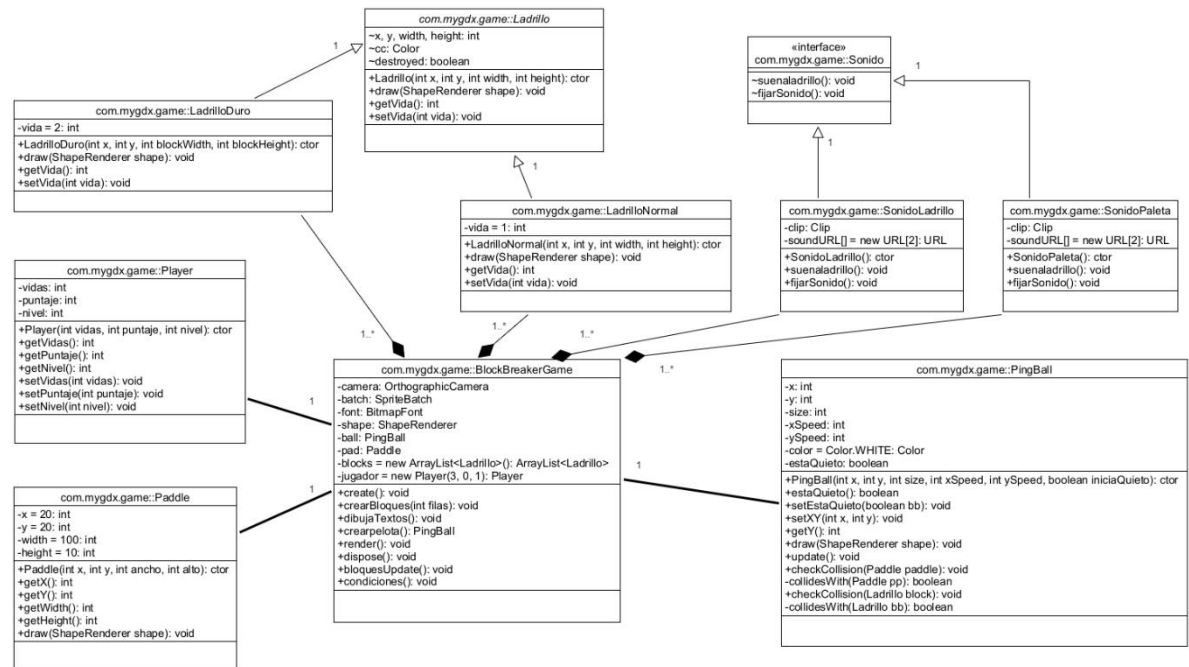 com.mygdx.game::Ladrillo
~x, y, width, height: int
~cc: Color
~destroyed: boolean
+Ladrillo(int x, int y, int width, int height): ctor
+draw(ShapeRenderer shape): void
+getVida(): int
+setVida(int vida): void
1
«interface»
com.mygdx.game::Sonido
~suenaladrillo(): void
~fijarSonido(): void
1
com.mygdx.game::LadrilloDuro
-vida = 2: int
+LadrilloDuro(int x, int y, int blockWidth, int blockHeight): ctor
+draw(ShapeRenderer shape): void
+getVida(): int
+setVida(int vida): void
1
1
com.mygdx.game::LadrilloNormal
-vida = 1: int
+LadrilloNormal(int x, int y, int width, int height): ctor
+draw(ShapeRenderer shape): void
+getVida(): int
+setVida(int vida): void
com.mygdx.game::SonidoLadrillo
-clip: Clip
-soundURL[] = new URL[2]: URL
+SonidoLadrillo(): ctor
+suenaladrillo(): void
+fijarSonido(): void
com.mygdx.game::SonidoPaleta
-clip: Clip
-soundURL[] = new URL[2]: URL
+SonidoPaleta(): ctor
+suenaladrillo(): void
+fijarSonido(): void
com.mygdx.game::Player
-vidas: int
-puntaje: int
-nivel: int
+Player(int vidas, int puntaje, int nivel): ctor
+getVidas(): int
+getPuntaje(): int
+getNivel(): int
+setVidas(int vidas): void
+setPuntaje(int puntaje): void
+setNivel(int nivel): void
1..*
1..*
1..*
1..*
1
com.mygdx.game::BlockBreakerGame
-camera: OrthographicCamera
-batch: SpriteBatch
-font: BitmapFont
-shape: ShapeRenderer
-ball: PingBall
-pad: Paddle
-blocks = new ArrayList<Ladrillo>(): ArrayList<Ladrillo>
-jugador = new Player(3, 0, 1): Player
+create(): void
+crearBloques(int filas): void
+dibujaTextos(): void
+crearpelota(): PingBall
+render(): void
+dispose(): void
+bloquesUpdate(): void
+condiciones(): void
1
com.mygdx.game::PingBall
-x: int
-y: int
-size: int
-xSpeed: int
-ySpeed: int
-color = Color.WHITE: Color
-estaQuieto: boolean
+PingBall(int x, int y, int size, int xSpeed, int ySpeed, boolean iniciaQuieto): ctor
+estaQuieto(): boolean
+setEstaQuieto(boolean bb): void
+setXY(int x, int y): void
+getY(): int
+draw(ShapeRenderer shape): void
+update(): void
+checkCollision(Paddle paddle): void
-collidesWith(Paddle pp): boolean
+checkCollision(Ladrillo block): void
-collidesWith(Ladrillo bb): boolean
1
com.mygdx.game::Paddle
-x = 20: int
-y = 20: int
-width = 100: int
-height = 10: int
+Paddle(int x, int y, int ancho, int alto): ctor
+getX(): int
+getY(): int
+getWidth(): int
+getHeight(): int
+draw(ShapeRenderer shape): void